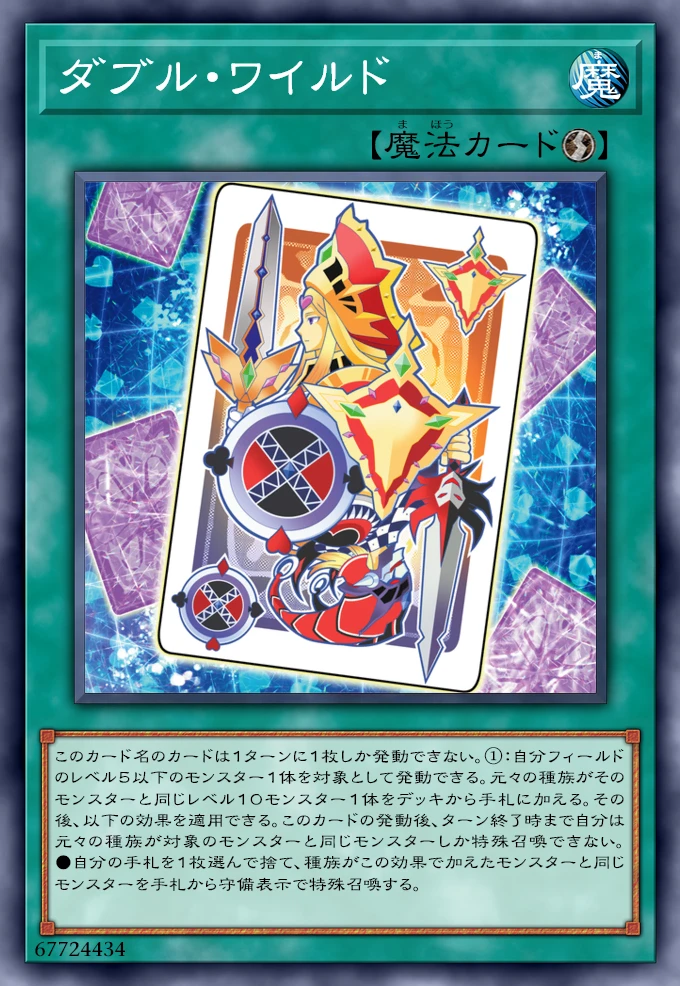 ダブル・ワイルド
ま
魔
ま ほう
【魔法カード】
このカード名のカードは１ターンに１枚しか発動できない。①：自分フィールド
のレベル５以下のモンスター１体を対象として発動できる。元々の種族がその
モンスターと同じレベル１０モンスター１体をデッキから手札に加える。その
後、以下の効果を適用できる。このカードの発動後、ターン終了時まで自分は
元々の種族が対象のモンスターと同じモンスターしか特殊召喚できない。
●自分の手札を１枚選んで捨て、種族がこの効果で加えたモンスターと同じ
モンスターを手札から守備表示で特殊召喚する。
67724434